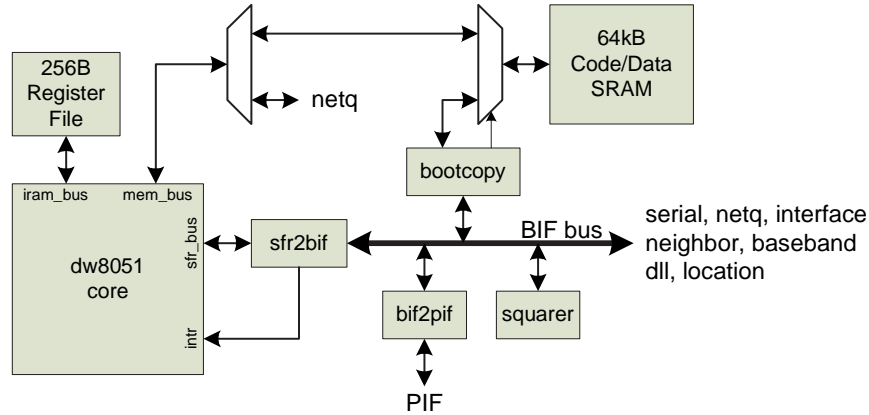 64kB
Code/Data
SRAM
256B
Register
File
netq
bootcopy
iram_bus
mem_bus
sfr_bus
sfr2bif
BIF bus
serial, netq, interface
neighbor, baseband
dll, location
dw8051
core
intr
bif2pif
squarer
PIF